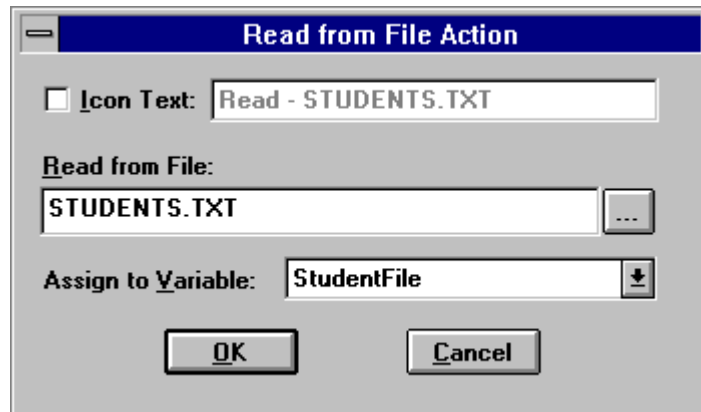 Read from File Action
Icon Text: Read - STUDENTS.TXT
Read from File:
STUDENTS.TXT ...
Assign to Variable: StudentFile
OK Cancel